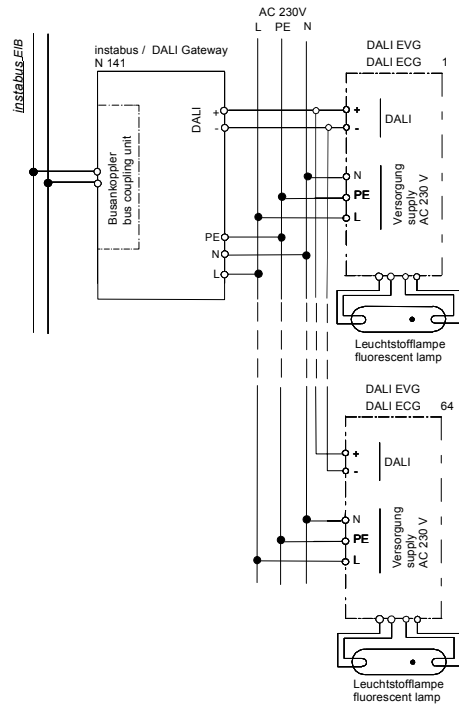 AC 230V
L PE N
instabus EIB
instabus / DALI Gateway
N 141
Busankoppler
bus coupling unit
DALI
+
-
PE
N
L
DALI EVG
DALI ECG 1
+
-
DALI
N
PE
L
Versorgung
supply
AC 230 V
Leuchtstofflampe
fluorescent lamp
DALI EVG
DALI ECG 64
+
-
DALI
N
PE
L
Versorgung
supply
AC 230 V
Leuchtstofflampe
fluorescent lamp